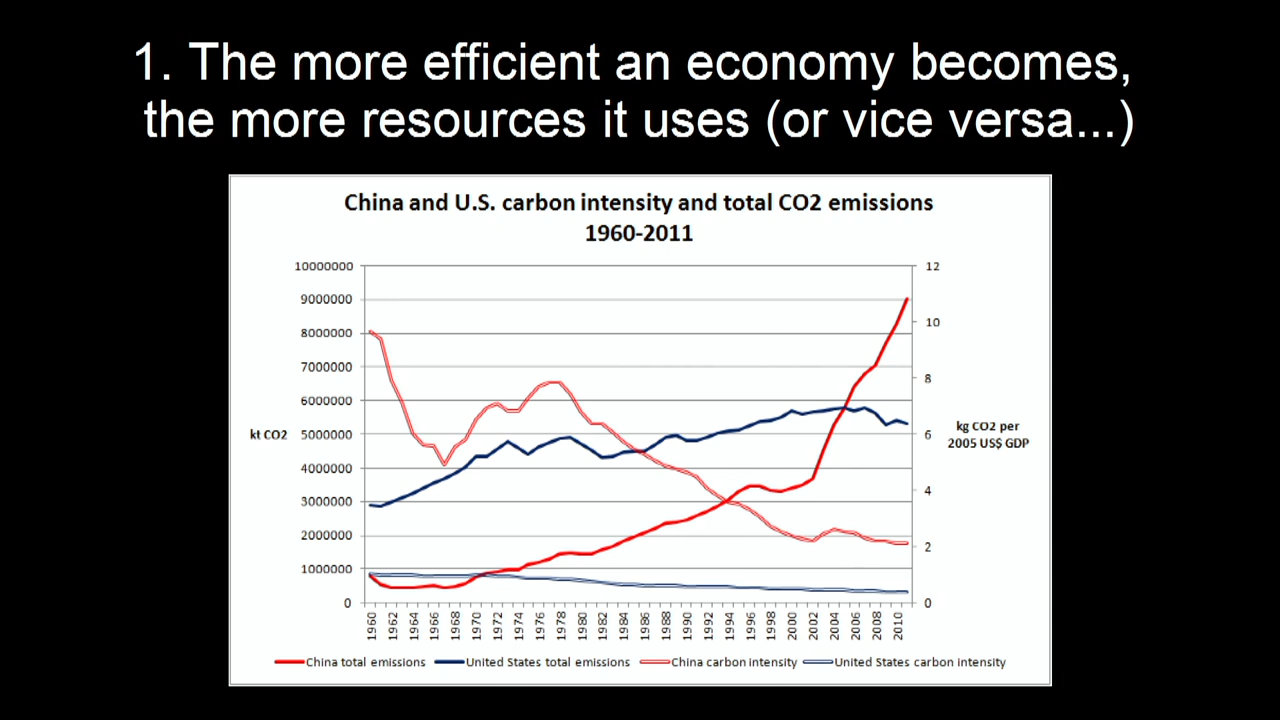 1. The more efficient an economy becomes,
the more resources it uses (or vice versa...)
China and U.S. carbon intensity and total CO2 emissions
1960-2011
10000000
9000000
8000000
7000000
6000000
5000000
4000000
3000000
2000000
1000000
0
kt CO2
12
10
8
6
4
2
0
kg CO2 per
2005 US$ GDP
1960 1962 1964 1966 1968 1970 1972 1974 1976 1978 1980 1982 1984 1986 1988 1990 1992 1994 1996 1998 2000 2002 2004 2006 2008 2010
China total emissions United States total emissions China carbon intensity United States carbon intensity